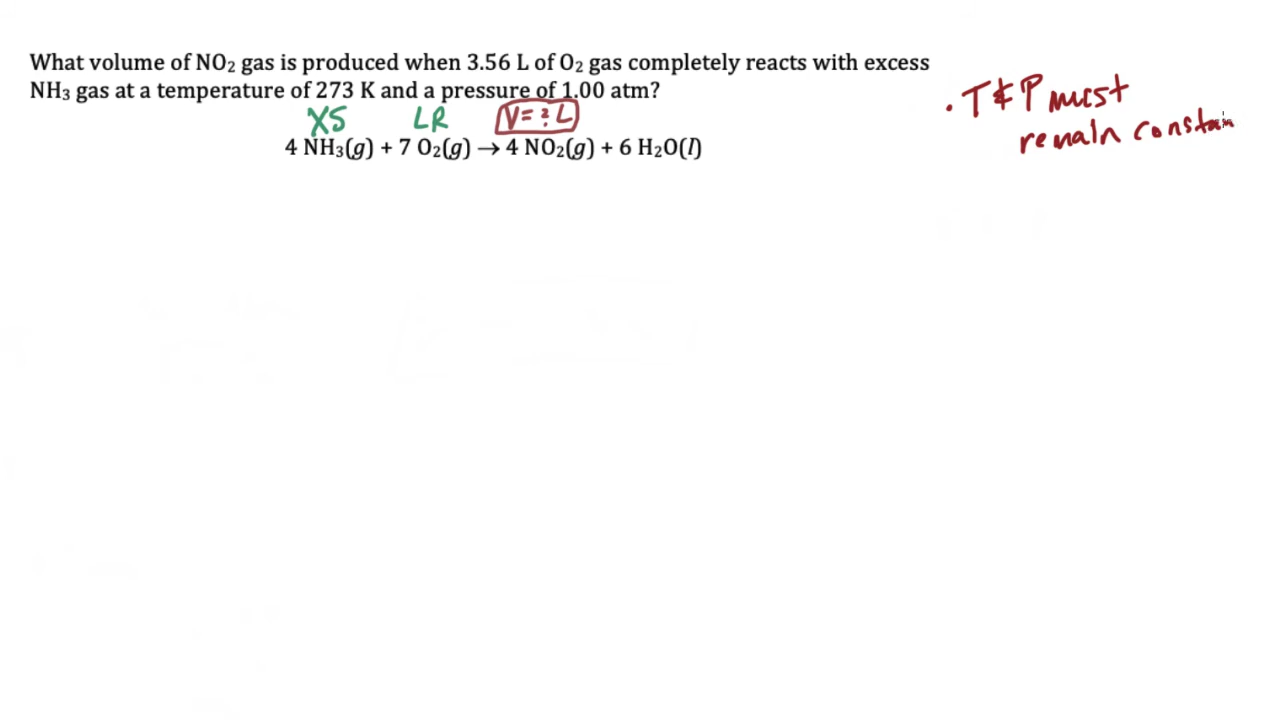 What volume of NO₂ gas is produced when 3.56 L of O₂ gas completely reacts with excess
NH₃ gas at a temperature of 273 K and a pressure of 1.00 atm?
XS LR V= ? L
4 NH₃(g) + 7 O₂(g) → 4 NO₂(g) + 6 H₂O(l)
• T & P must
remain constan